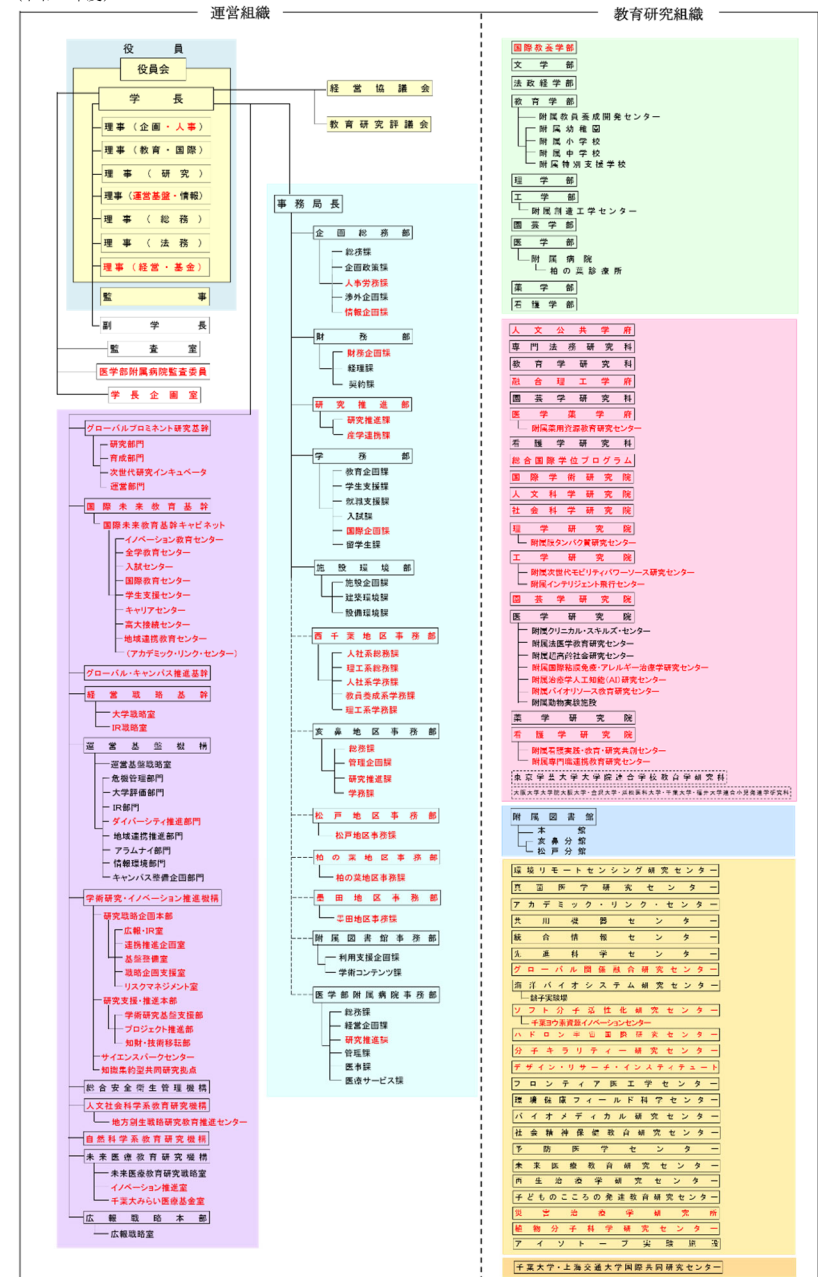 運営組織
教育研究組織
役員
役員会
学長
理事（企画・人事）
理事（教育・国際）
理事（研究）
理事（運営基盤・情報）
理事（総務）
理事（法務）
理事（経営・基金）
監事
副学長
監査室
医学部附属病院監査委員
学長企画室
経営協議会
教育研究評議会
グローバルプロミネント研究基幹
研究部門
育成部門
次世代研究インキュベータ
運営部門
国際未来教育基幹
国際未来教育基幹キャビネット
イノベーション教育センター
全学教育センター
入試センター
国際教育センター
学生支援センター
キャリアセンター
高大接続センター
地域連携教育センター
（アカデミック・リンク・センター）
グローバル・キャンパス推進基幹
経営戦略基幹
大学戦略室
IR戦略室
運営基盤機構
運営基盤戦略室
危機管理部門
大学評価部門
IR部門
ダイバーシティ推進部門
地域連携推進部門
アラムナイ部門
情報環境部門
キャンパス整備企画部門
学術研究・イノベーション推進機構
研究戦略企画本部
広報・IR室
連携推進企画室
基盤整備室
戦略企画支援室
リスクマネジメント室
研究支援・推進本部
学術研究基盤支援部
プロジェクト推進部
知財・技術移転部
サイエンスパークセンター
知識集約型共同研究拠点
総合安全衛生管理機構
人文社会科学系教育研究機構
地方創生戦略研究教育推進センター
自然科学系教育研究機構
未来医療教育研究機構
未来医療教育研究戦略室
イノベーション推進室
千葉大みらい医療基金室
広報戦略本部
広報戦略室
事務局長
企画総務部
総務課
企画政策課
人事労務課
渉外企画課
情報企画課
財務部
財務企画課
経理課
契約課
研究推進部
研究推進課
産学連携課
学務部
教育企画課
学生支援課
就職支援課
入試課
国際企画課
留学生課
施設環境部
施設企画課
建築環境課
設備環境課
西千葉地区事務部
人社系総務課
理工系総務課
人社系学務課
教員養成系学務課
理工系学務課
亥鼻地区事務部
総務課
管理企画課
研究推進課
学務課
松戸地区事務部
松戸地区事務課
柏の葉地区事務部
柏の葉地区事務課
墨田地区事務部
墨田地区事務課
附属図書館事務部
利用支援企画課
学術コンテンツ課
医学部附属病院事務部
総務課
経営企画課
研究推進課
管理課
医事課
医療サービス課
国際教養学部
文学部
法政経学部
教育学部
附属教員養成開発センター
附属幼稚園
附属小学校
附属中学校
附属特別支援学校
理学部
工学部
附属創造工学センター
園芸学部
医学部
附属病院
柏の葉診療所
薬学部
看護学部
人文公共学府
専門法務研究科
教育学研究科
融合理工学府
園芸学研究科
医学薬学府
附属薬用資源教育研究センター
看護学研究科
総合国際学位プログラム
国際学術研究院
人文科学研究院
社会科学研究院
理学研究院
附属膜タンパク質研究センター
工学研究院
附属次世代モビリティパワーソース研究センター
附属インテリジェント飛行センター
園芸学研究院
医学研究院
附属クリニカル・スキルズ・センター
附属法医学教育研究センター
附属超高齢社会研究センター
附属国際粘膜免疫・アレルギー治療学研究センター
附属治療学人工知能(AI)研究センター
附属バイオリソース教育研究センター
附属動物実験施設
薬学研究院
看護学研究院
附属看護実践・教育・研究共創センター
附属専門職連携教育研究センター
東京学芸大学大学院連合学校教育学研究科
大阪大学大学院大阪大学・金沢大学・浜松医科大学・千葉大学・福井大学連合小児発達学研究科
附属図書館
本館
亥鼻分館
松戸分館
環境リモートセンシング研究センター
真菌医学研究センター
アカデミック・リンク・センター
共用機器センター
統合情報センター
先進科学センター
グローバル関係融合研究センター
海洋バイオシステム研究センター
銚子実験場
ソフト分子活性化研究センター
千葉ヨウ素資源イノベーションセンター
ハドロン宇宙国際研究センター
分子キラリティー研究センター
デザイン・リサーチ・インスティテュート
フロンティア医工学センター
環境健康フィールド科学センター
バイオメディカル研究センター
社会精神保健教育研究センター
予防医学センター
未来医療教育研究センター
再生治療学研究センター
子どものこころの発達教育研究センター
災害治療学研究所
植物分子科学研究センター
アイソトープ実験施設
千葉大学・上海交通大学国際共同研究センター